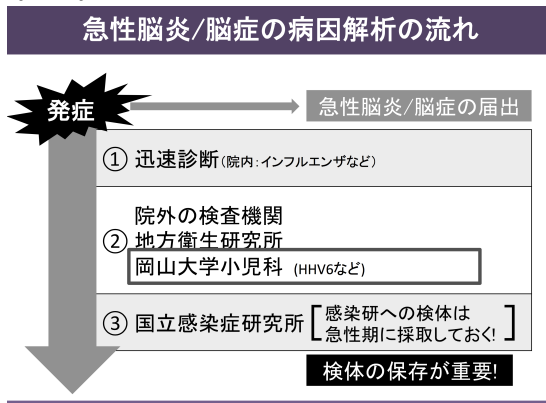 急性脳炎/脳症の病因解析の流れ
発症
急性脳炎/脳症の届出
① 迅速診断(院内:インフルエンザなど)
院外の検査機関
② 地方衛生研究所
岡山大学小児科 (HHV6など)
③ 国立感染症研究所 [感染研への検体は
急性期に採取しておく!]
検体の保存が重要!